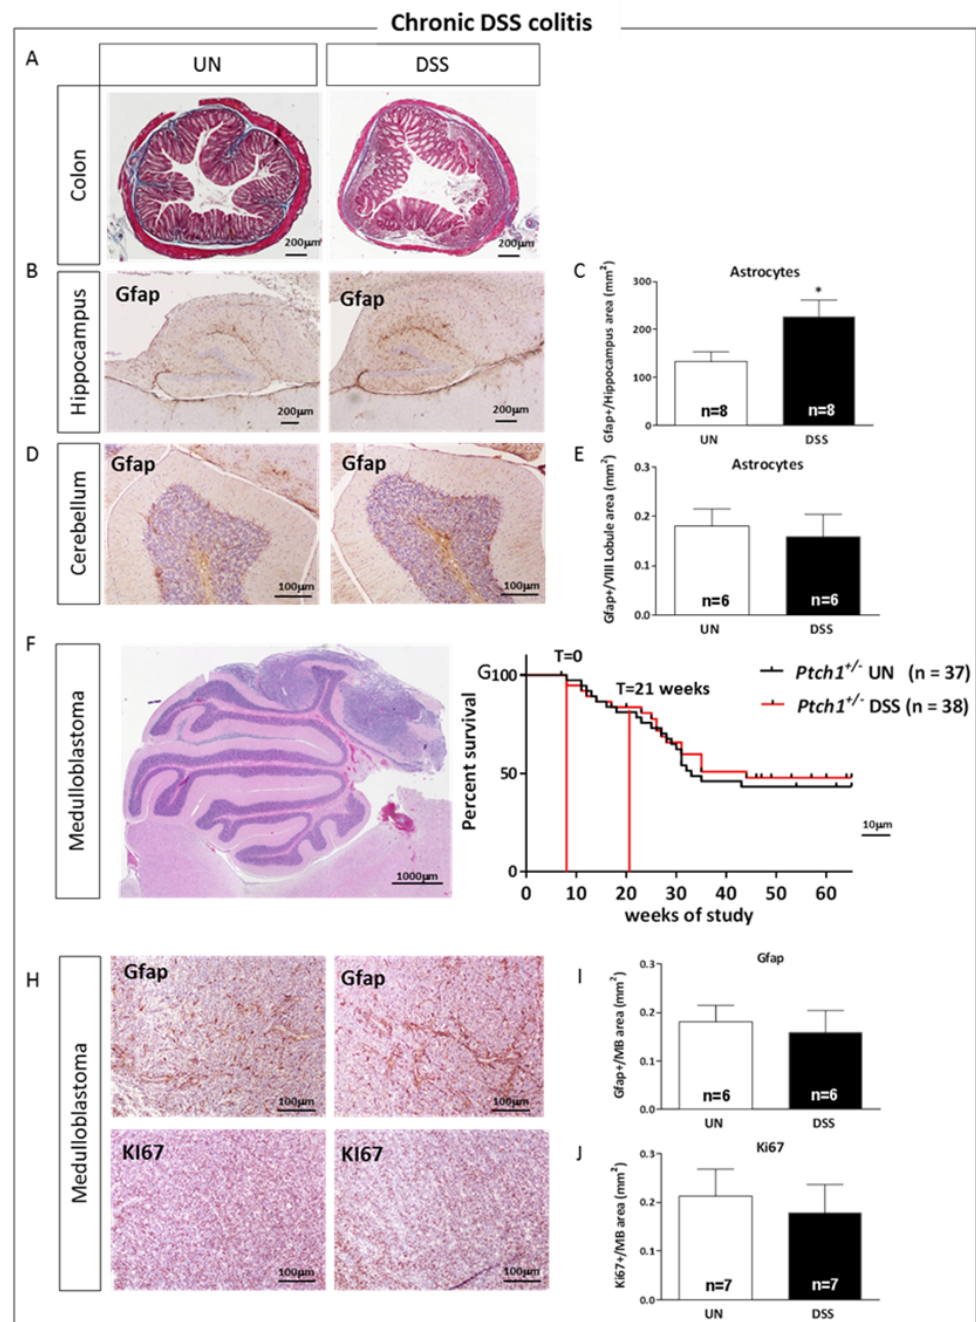 Chronic DSS colitis
A
UN
DSS
Colon
200µm
200µm
B
Hippocampus
Gfap
Gfap
200µm
200µm
C
Astrocytes
Gfap+/Hippocampus area (mm²)
300
200
100
0
*
n=8
n=8
UN
DSS
D
Cerebellum
Gfap
Gfap
100µm
100µm
E
Astrocytes
Gfap+/VIII Lobule area (mm²)
0.3
0.2
0.1
0.0
n=6
n=6
UN
DSS
F
Medulloblastoma
1000µm
G
T=0
T=21 weeks
Ptch1+/- UN (n = 37)
Ptch1+/- DSS (n = 38)
Percent survival
100
50
0
0 10 20 30 40 50 60
weeks of study
10µm
H
Medulloblastoma
Gfap
Gfap
100µm
100µm
KI67
KI67
100µm
100µm
I
Gfap
Gfap+/MB area (mm²)
0.3
0.2
0.1
0.0
n=6
n=6
UN
DSS
J
Ki67
Ki67+/MB area (mm²)
0.3
0.2
0.1
0.0
n=7
n=7
UN
DSS